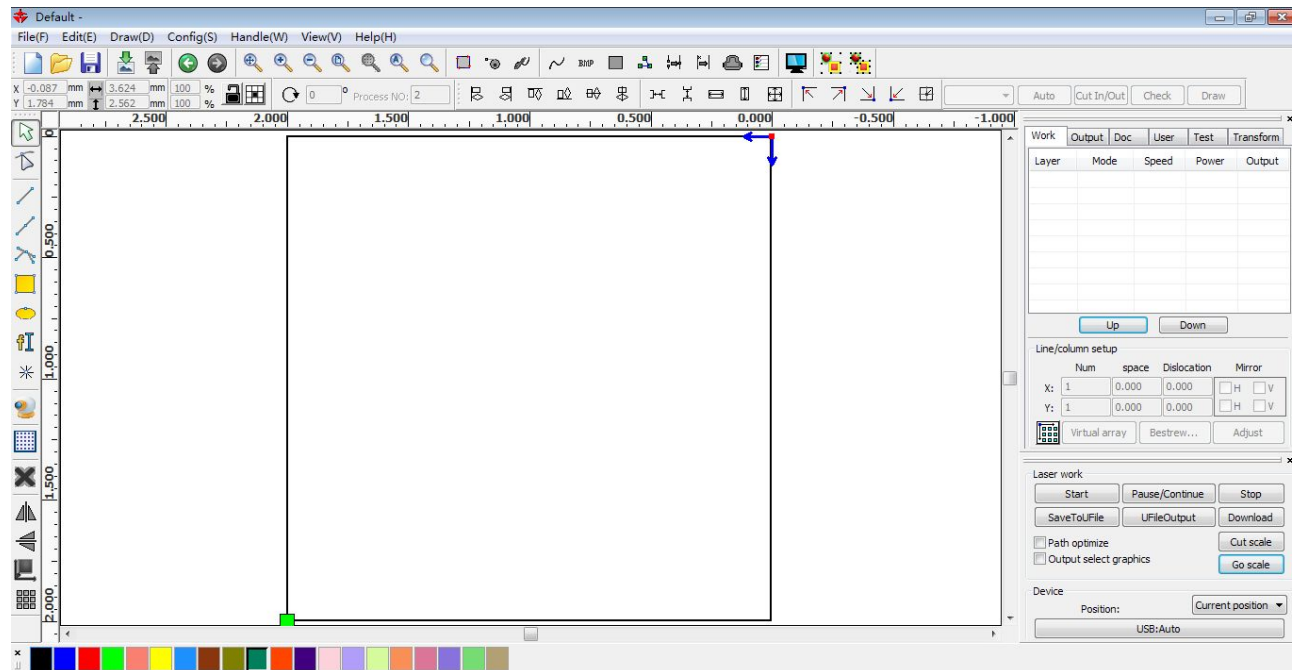 Default -
File(F) Edit(E) Draw(D) Config(S) Handle(W) View(V) Help(H)
BMP
X -0.087 mm 3.624 mm 100 %
Y 1.784 mm 2.562 mm 100 %
0 ° Process NO: 2
Auto Cut In/Out Check Draw
2.500 2.000 1.500 1.000 0.500 0.000 -0.500 -1.000
0
0.500
1.000
1.500
2.000
Work Output Doc User Test Transform
Layer Mode Speed Power Output
Up Down
Line/column setup
Num space Dislocation Mirror
X: 1 0.000 0.000 H V
Y: 1 0.000 0.000 H V
Virtual array Bestrew... Adjust
Laser work
Start Pause/Continue Stop
SaveToUFile UFileOutput Download
Path optimize Cut scale
Output select graphics Go scale
Device
Position: Current position
USB:Auto